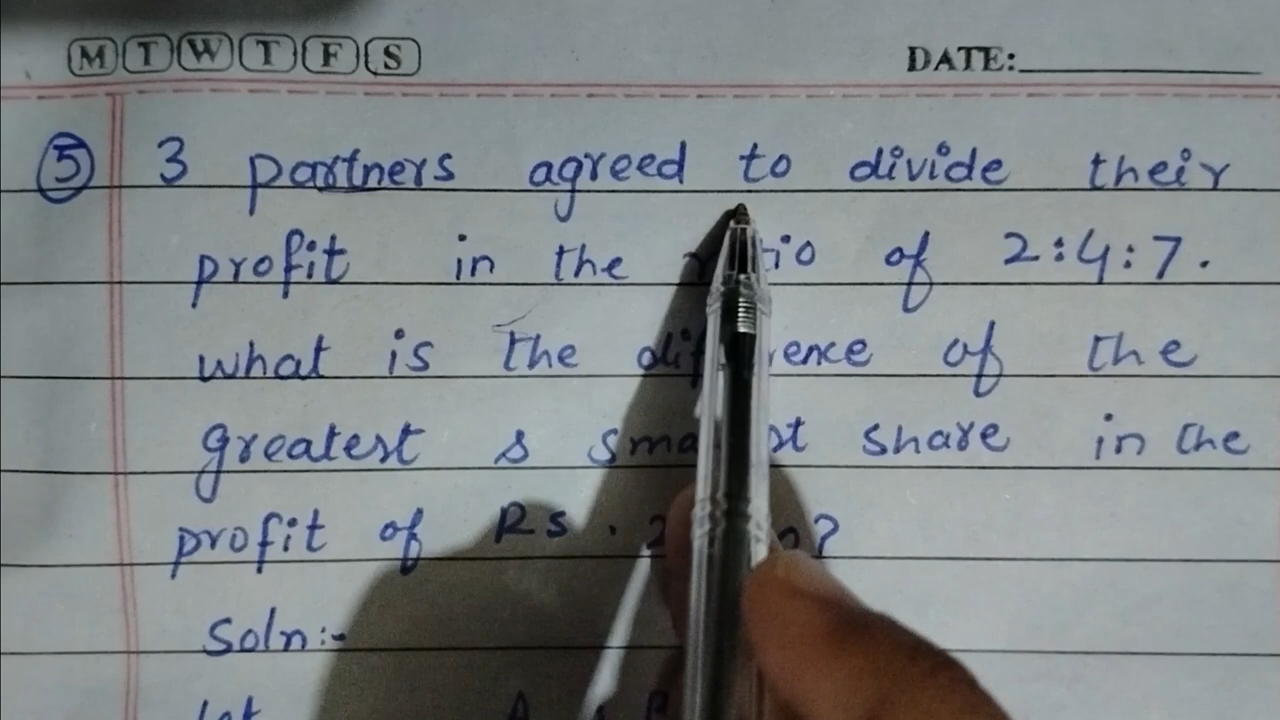 M T W T F S
DATE:
5 3 partners agreed to divide their
profit in the of 2:4:7.
what is the of the
greatest & share in the
profit of Rs.
Soln:-